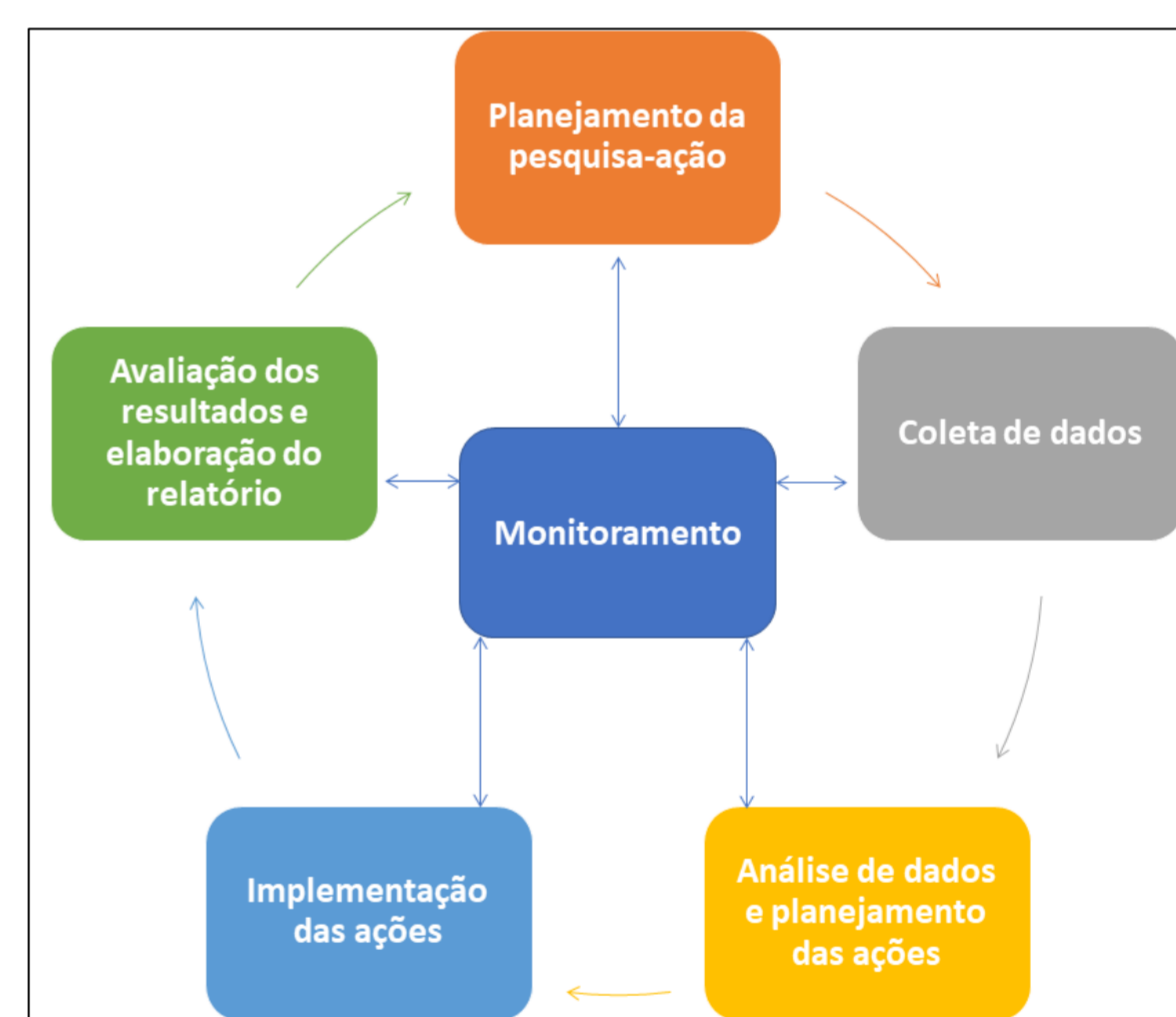 Planejamento da
pesquisa-ação
Coleta de dados
Análise de dados
e planejamento
das ações
Implementação
das ações
Avaliação dos
resultados e
elaboração do
relatório
Monitoramento